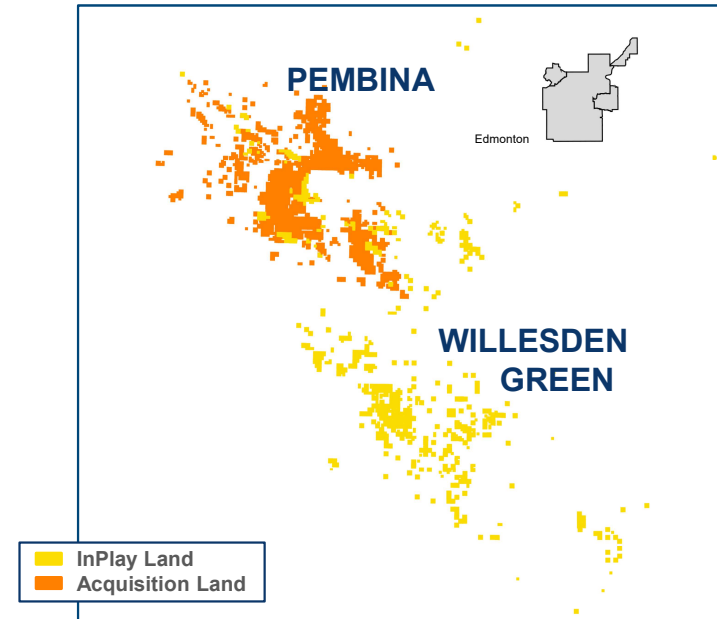 PEMBINA
Edmonton
WILLESDEN
GREEN
InPlay Land
Acquisition Land